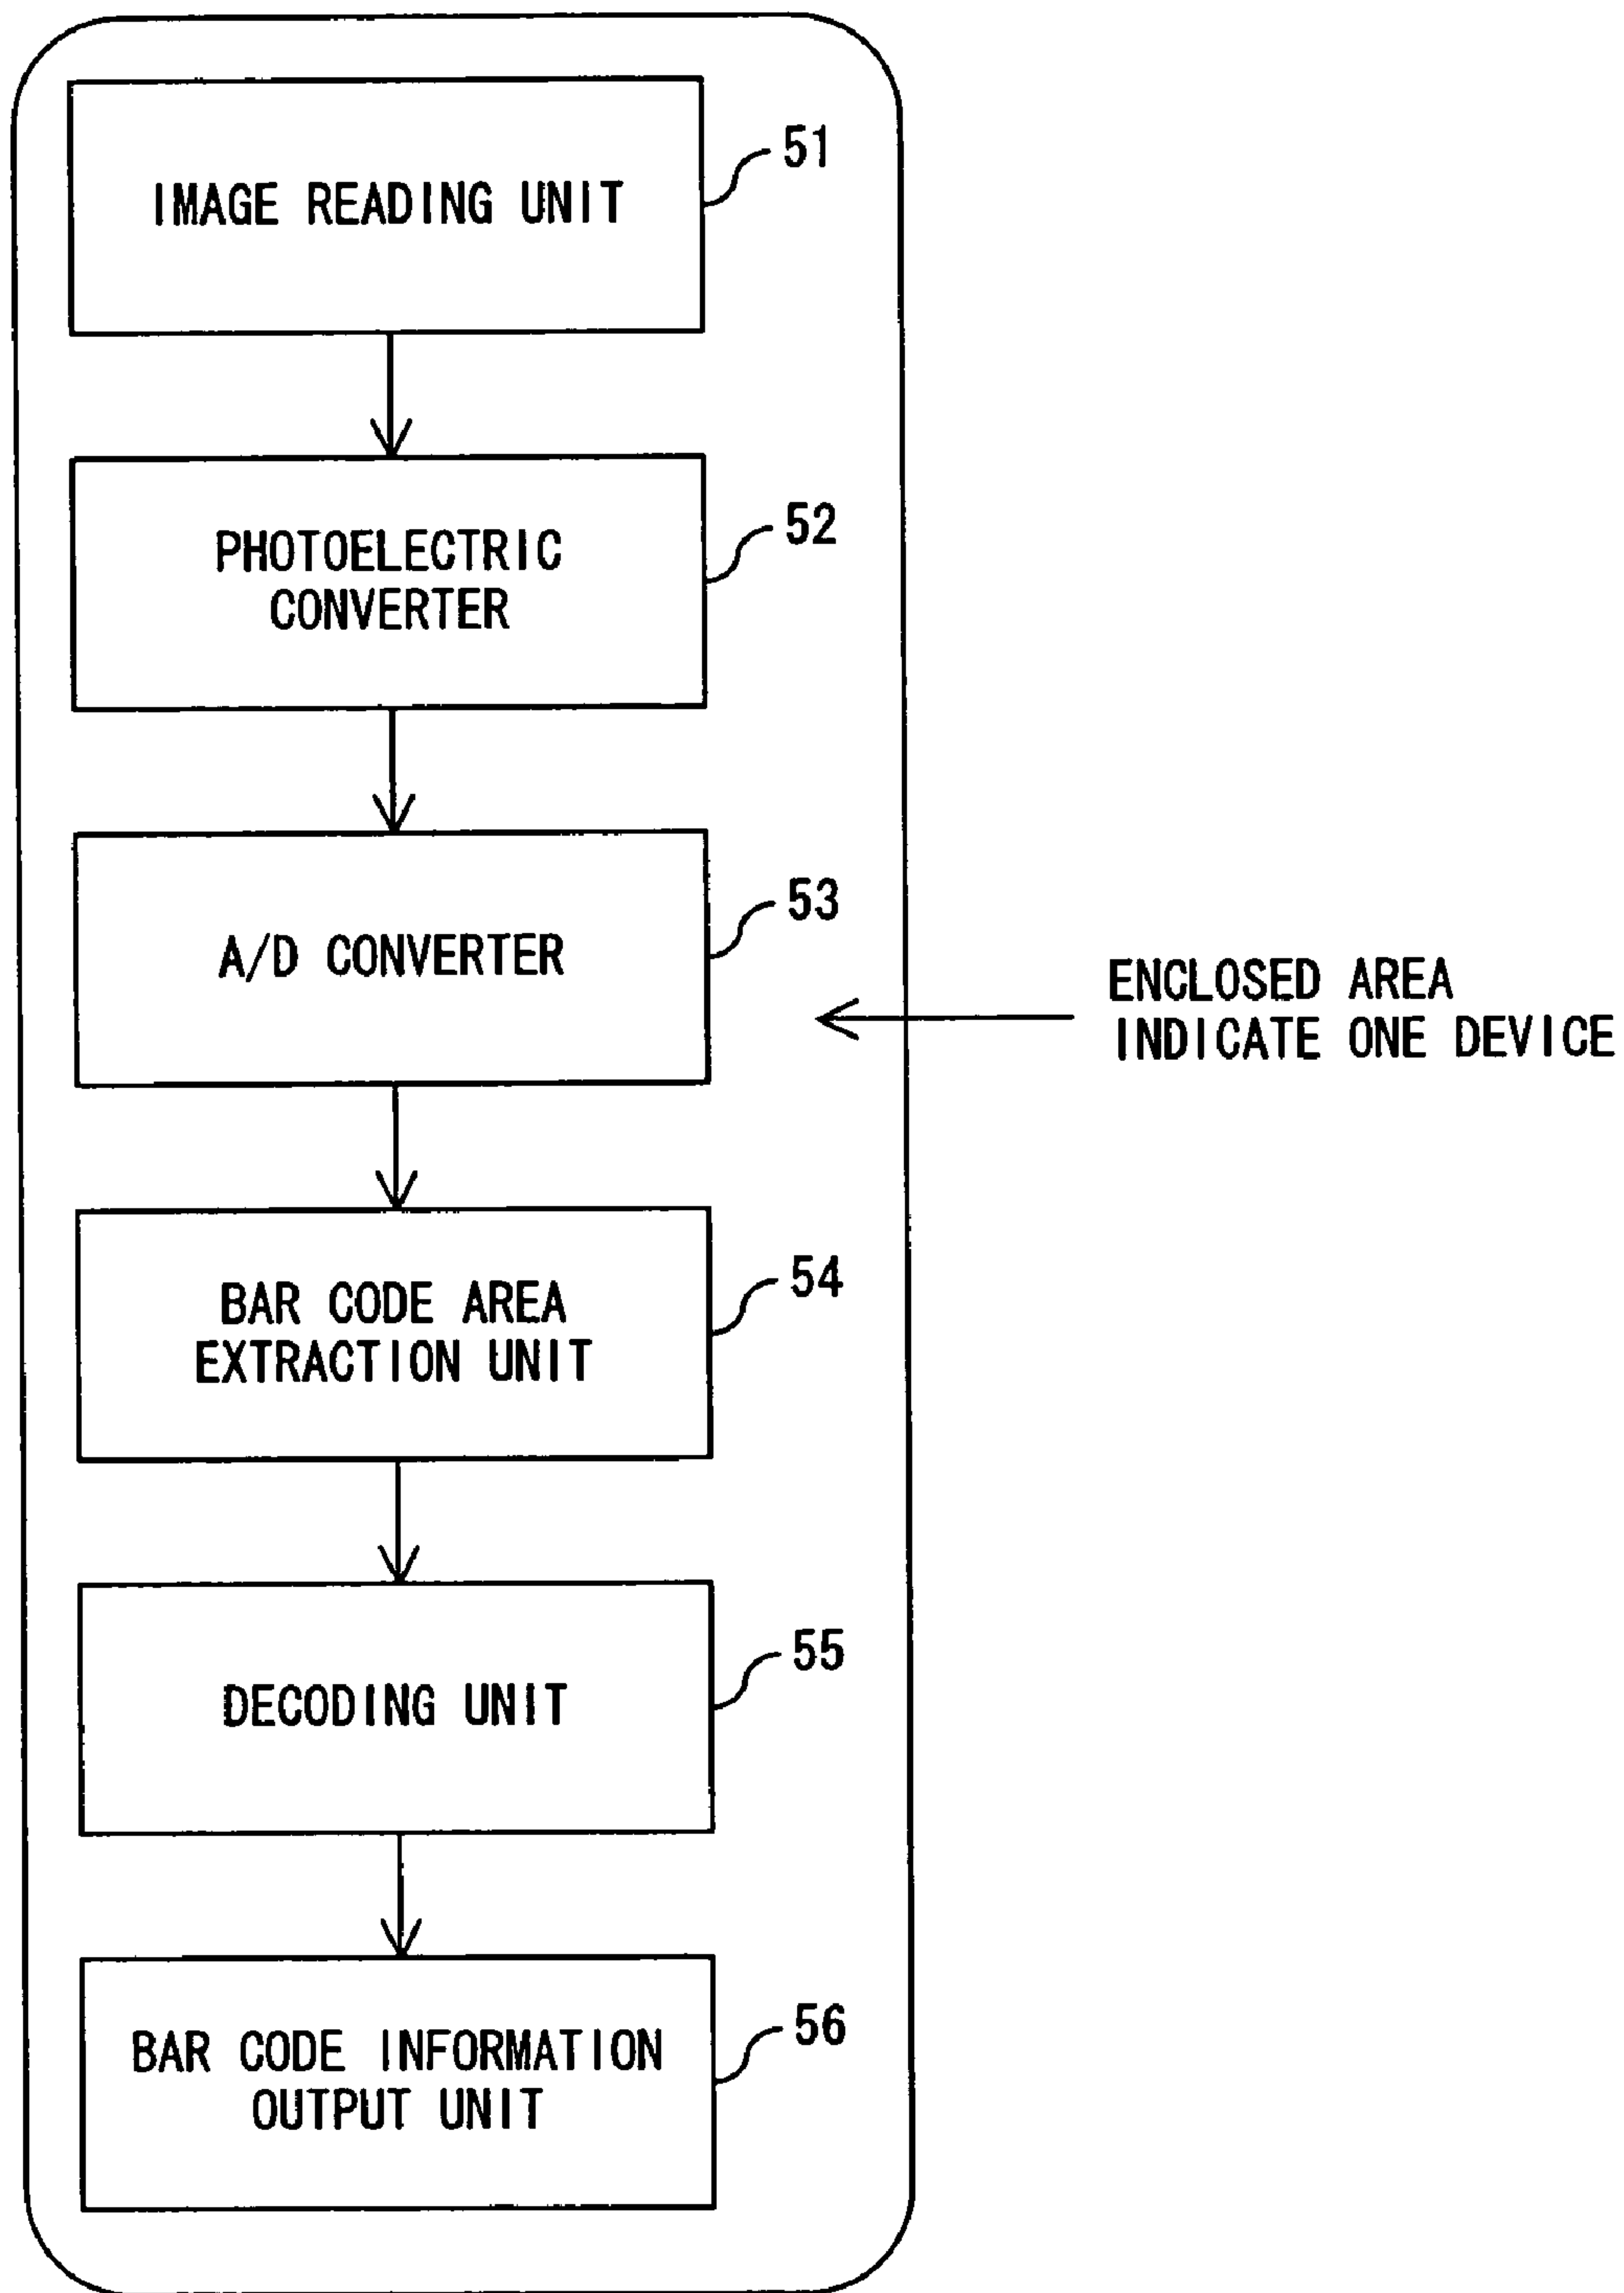 IMAGE READING UNIT
51
PHOTOELECTRIC
CONVERTER
52
A/D CONVERTER
53
ENCLOSED AREA
INDICATE ONE DEVICE
BAR CODE AREA
EXTRACTION UNIT
54
DECODING UNIT
55
BAR CODE INFORMATION
OUTPUT UNIT
56